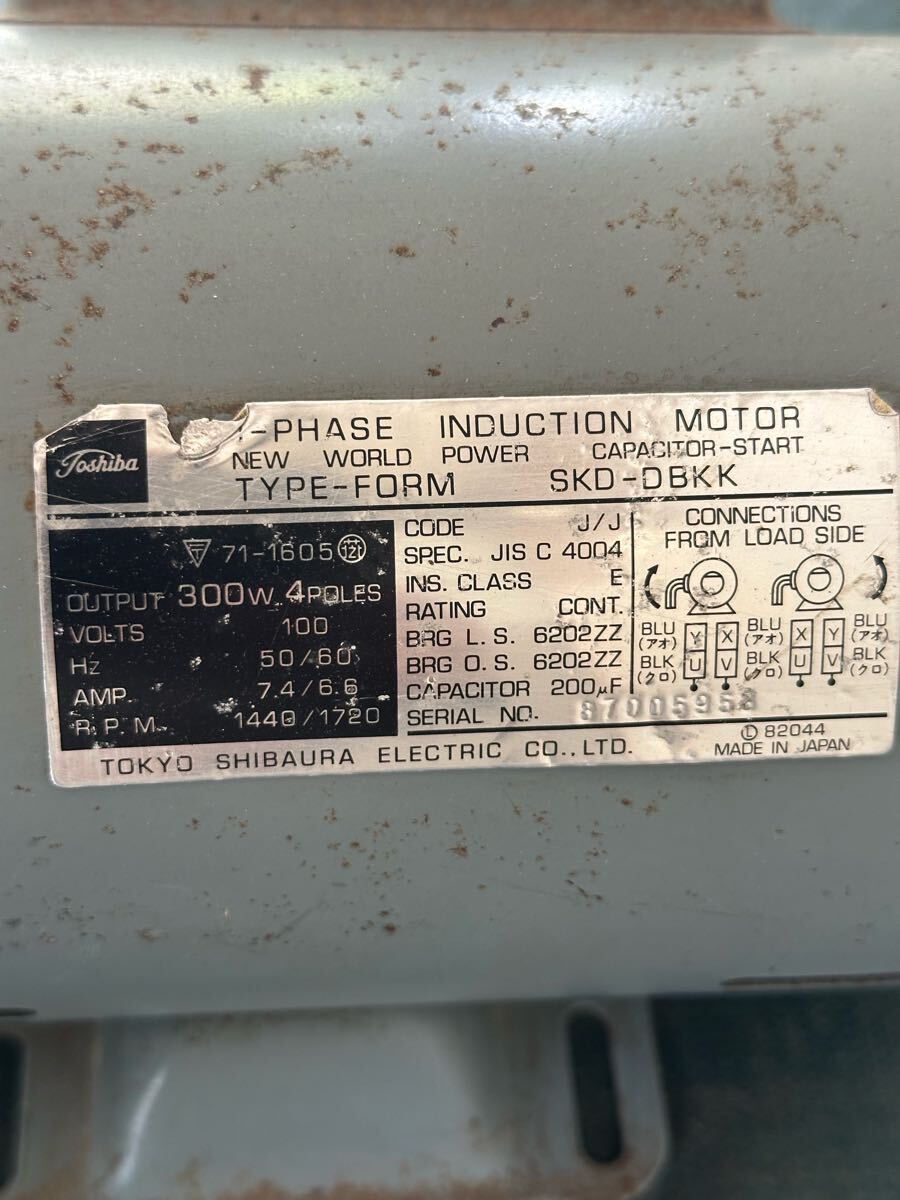 Toshiba
-PHASE INDUCTION MOTOR
NEW WORLD POWER CAPACITOR-START
TYPE-FORM SKD-DBKK
71-1605
OUTPUT 300W 4POLES
VOLTS 100
Hz 50/60
AMP. 7.4/6.6
R.P.M. 1440/1720
CODE J/J
SPEC. JIS C 4004
INS. CLASS E
RATING CONT.
BRG L.S. 6202ZZ
BRG O.S. 6202ZZ
CAPACITOR 200μF
SERIAL NO. 87005953
CONNECTIONS
FROM LOAD SIDE
BLU Y X BLU X Y BLU
(アオ) (アオ) (アオ)
BLK U V BLK U V BLK
(クロ) (クロ) (クロ)
Ⓛ 82044
MADE IN JAPAN
TOKYO SHIBAURA ELECTRIC CO.,LTD.